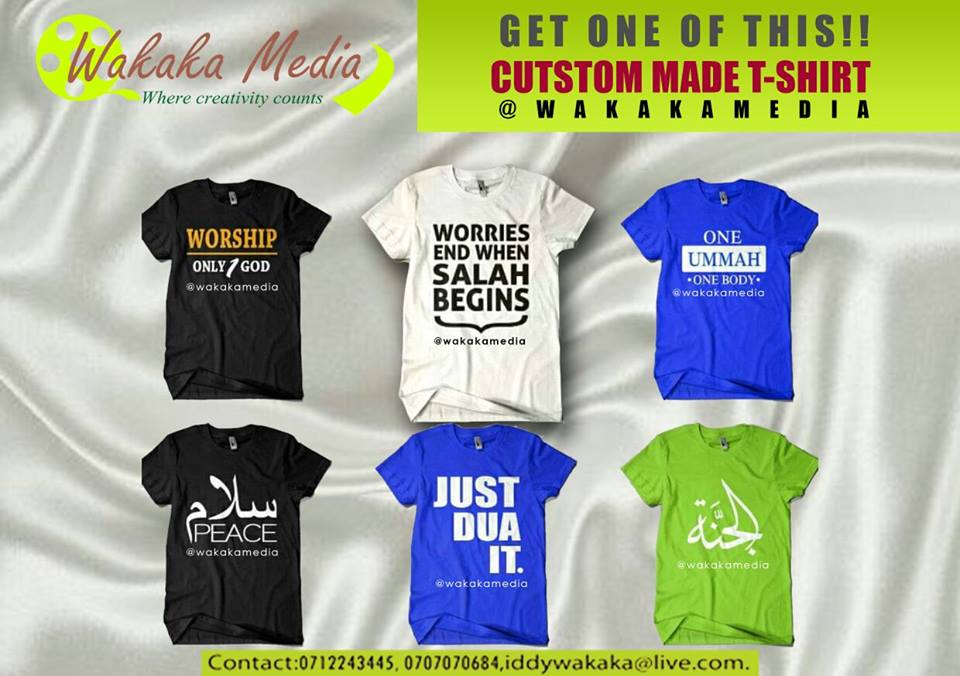 Wakaka Media
Where creativity counts
GET ONE OF THIS!!
CUTSTOM MADE T-SHIRT
@WAKAKAMEDIA
WORSHIP
ONLY 1 GOD
@wakakamedia
WORRIES
END WHEN
SALAH
BEGINS
@wakakamedia
ONE
UMMAH
•ONE BODY•
@wakakamedia
سلام
PEACE
@wakakamedia
JUST
DUA
IT.
@wakakamedia
الجنّة
@wakakamedia
Contact:0712243445, 0707070684,iddywakaka@live.com.